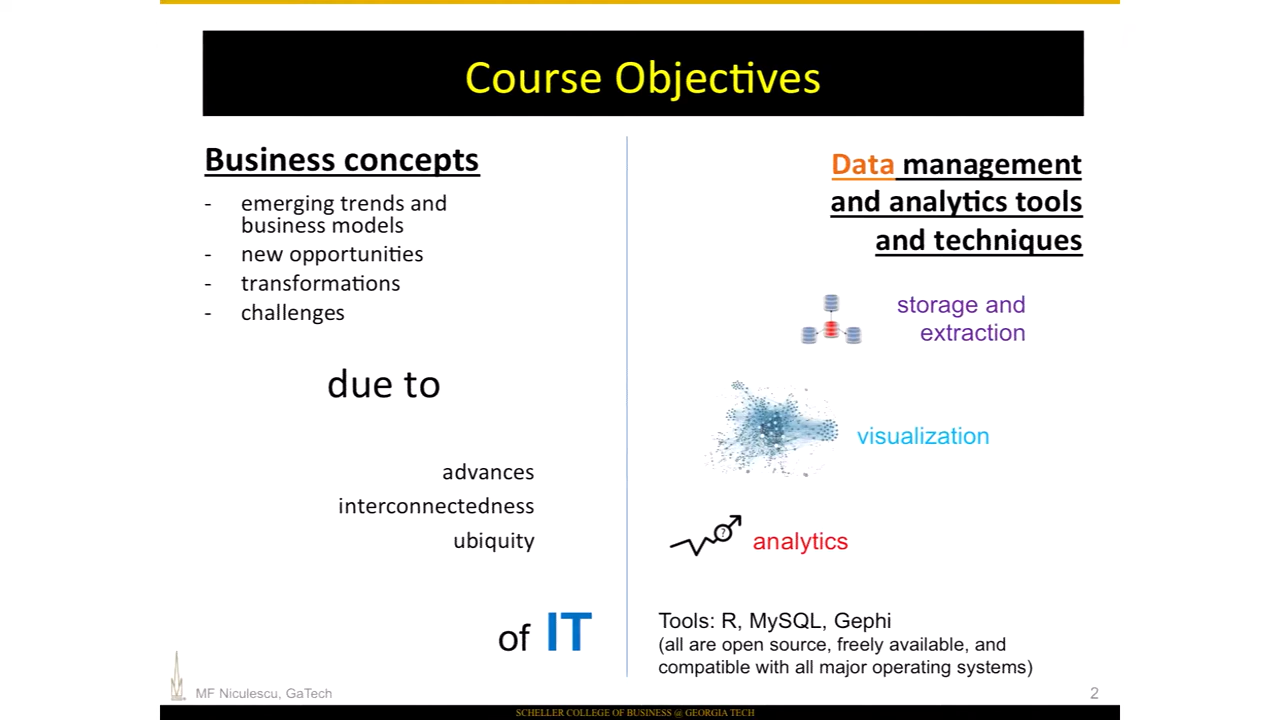 Course Objectives
Business concepts
- emerging trends and
business models
- new opportunities
- transformations
- challenges
due to
advances
interconnectedness
ubiquity
of IT
Data management
and analytics tools
and techniques
storage and
extraction
visualization
?
analytics
Tools: R, MySQL, Gephi
(all are open source, freely available, and
compatible with all major operating systems)
MF Niculescu, GaTech
2
SCHELLER COLLEGE OF BUSINESS @ GEORGIA TECH